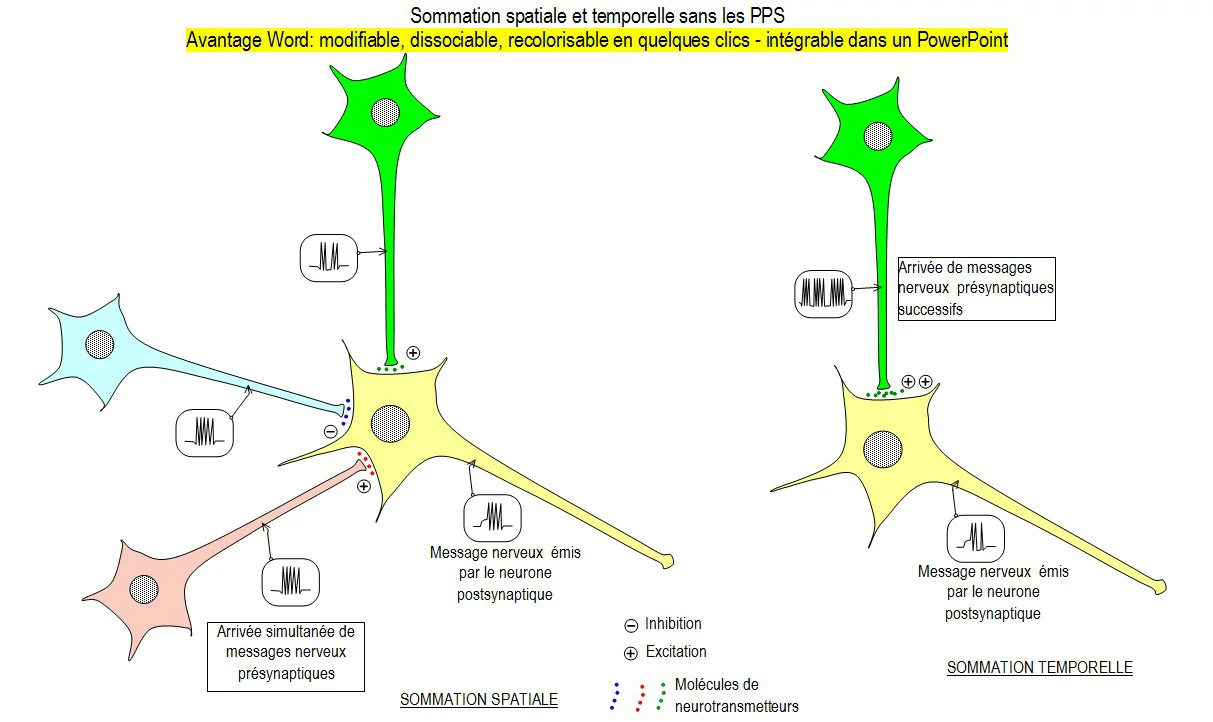 Sommation spatiale et temporelle sans les PPS
Avantage Word: modifiable, dissociable, recolorisable en quelques clics - intégrable dans un PowerPoint
Arrivée de messages
nerveux présynaptiques
successifs
Message nerveux émis
par le neurone
postsynaptique
Message nerveux émis
par le neurone
postsynaptique
Arrivée simultanée de
messages nerveux
présynaptiques
Inhibition
Excitation
Molécules de
neurotransmetteurs
SOMMATION SPATIALE
SOMMATION TEMPORELLE